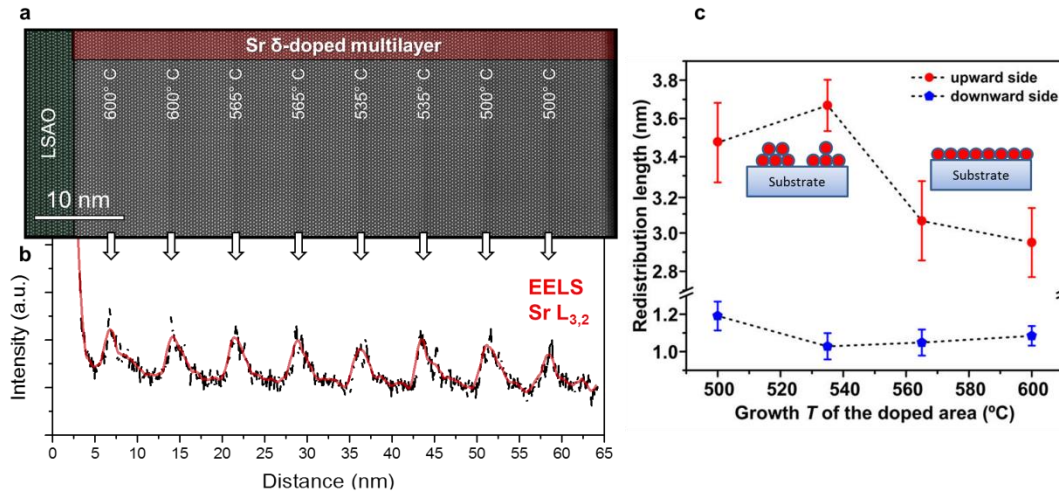 a
Sr δ-doped multilayer
LSAO
600° C
600° C
565° C
565° C
535° C
535° C
500° C
500° C
10 nm
b
EELS
Sr L3,2
Intensity (a.u.)
0 5 10 15 20 25 30 35 40 45 50 55 60 65
Distance (nm)
c
upward side
downward side
3.8
3.6
3.4
3.2
3.0
2.8
1.2
1.0
Redistribution length (nm)
Substrate
Substrate
500 520 540 560 580 600
Growth T of the doped area (ºC)